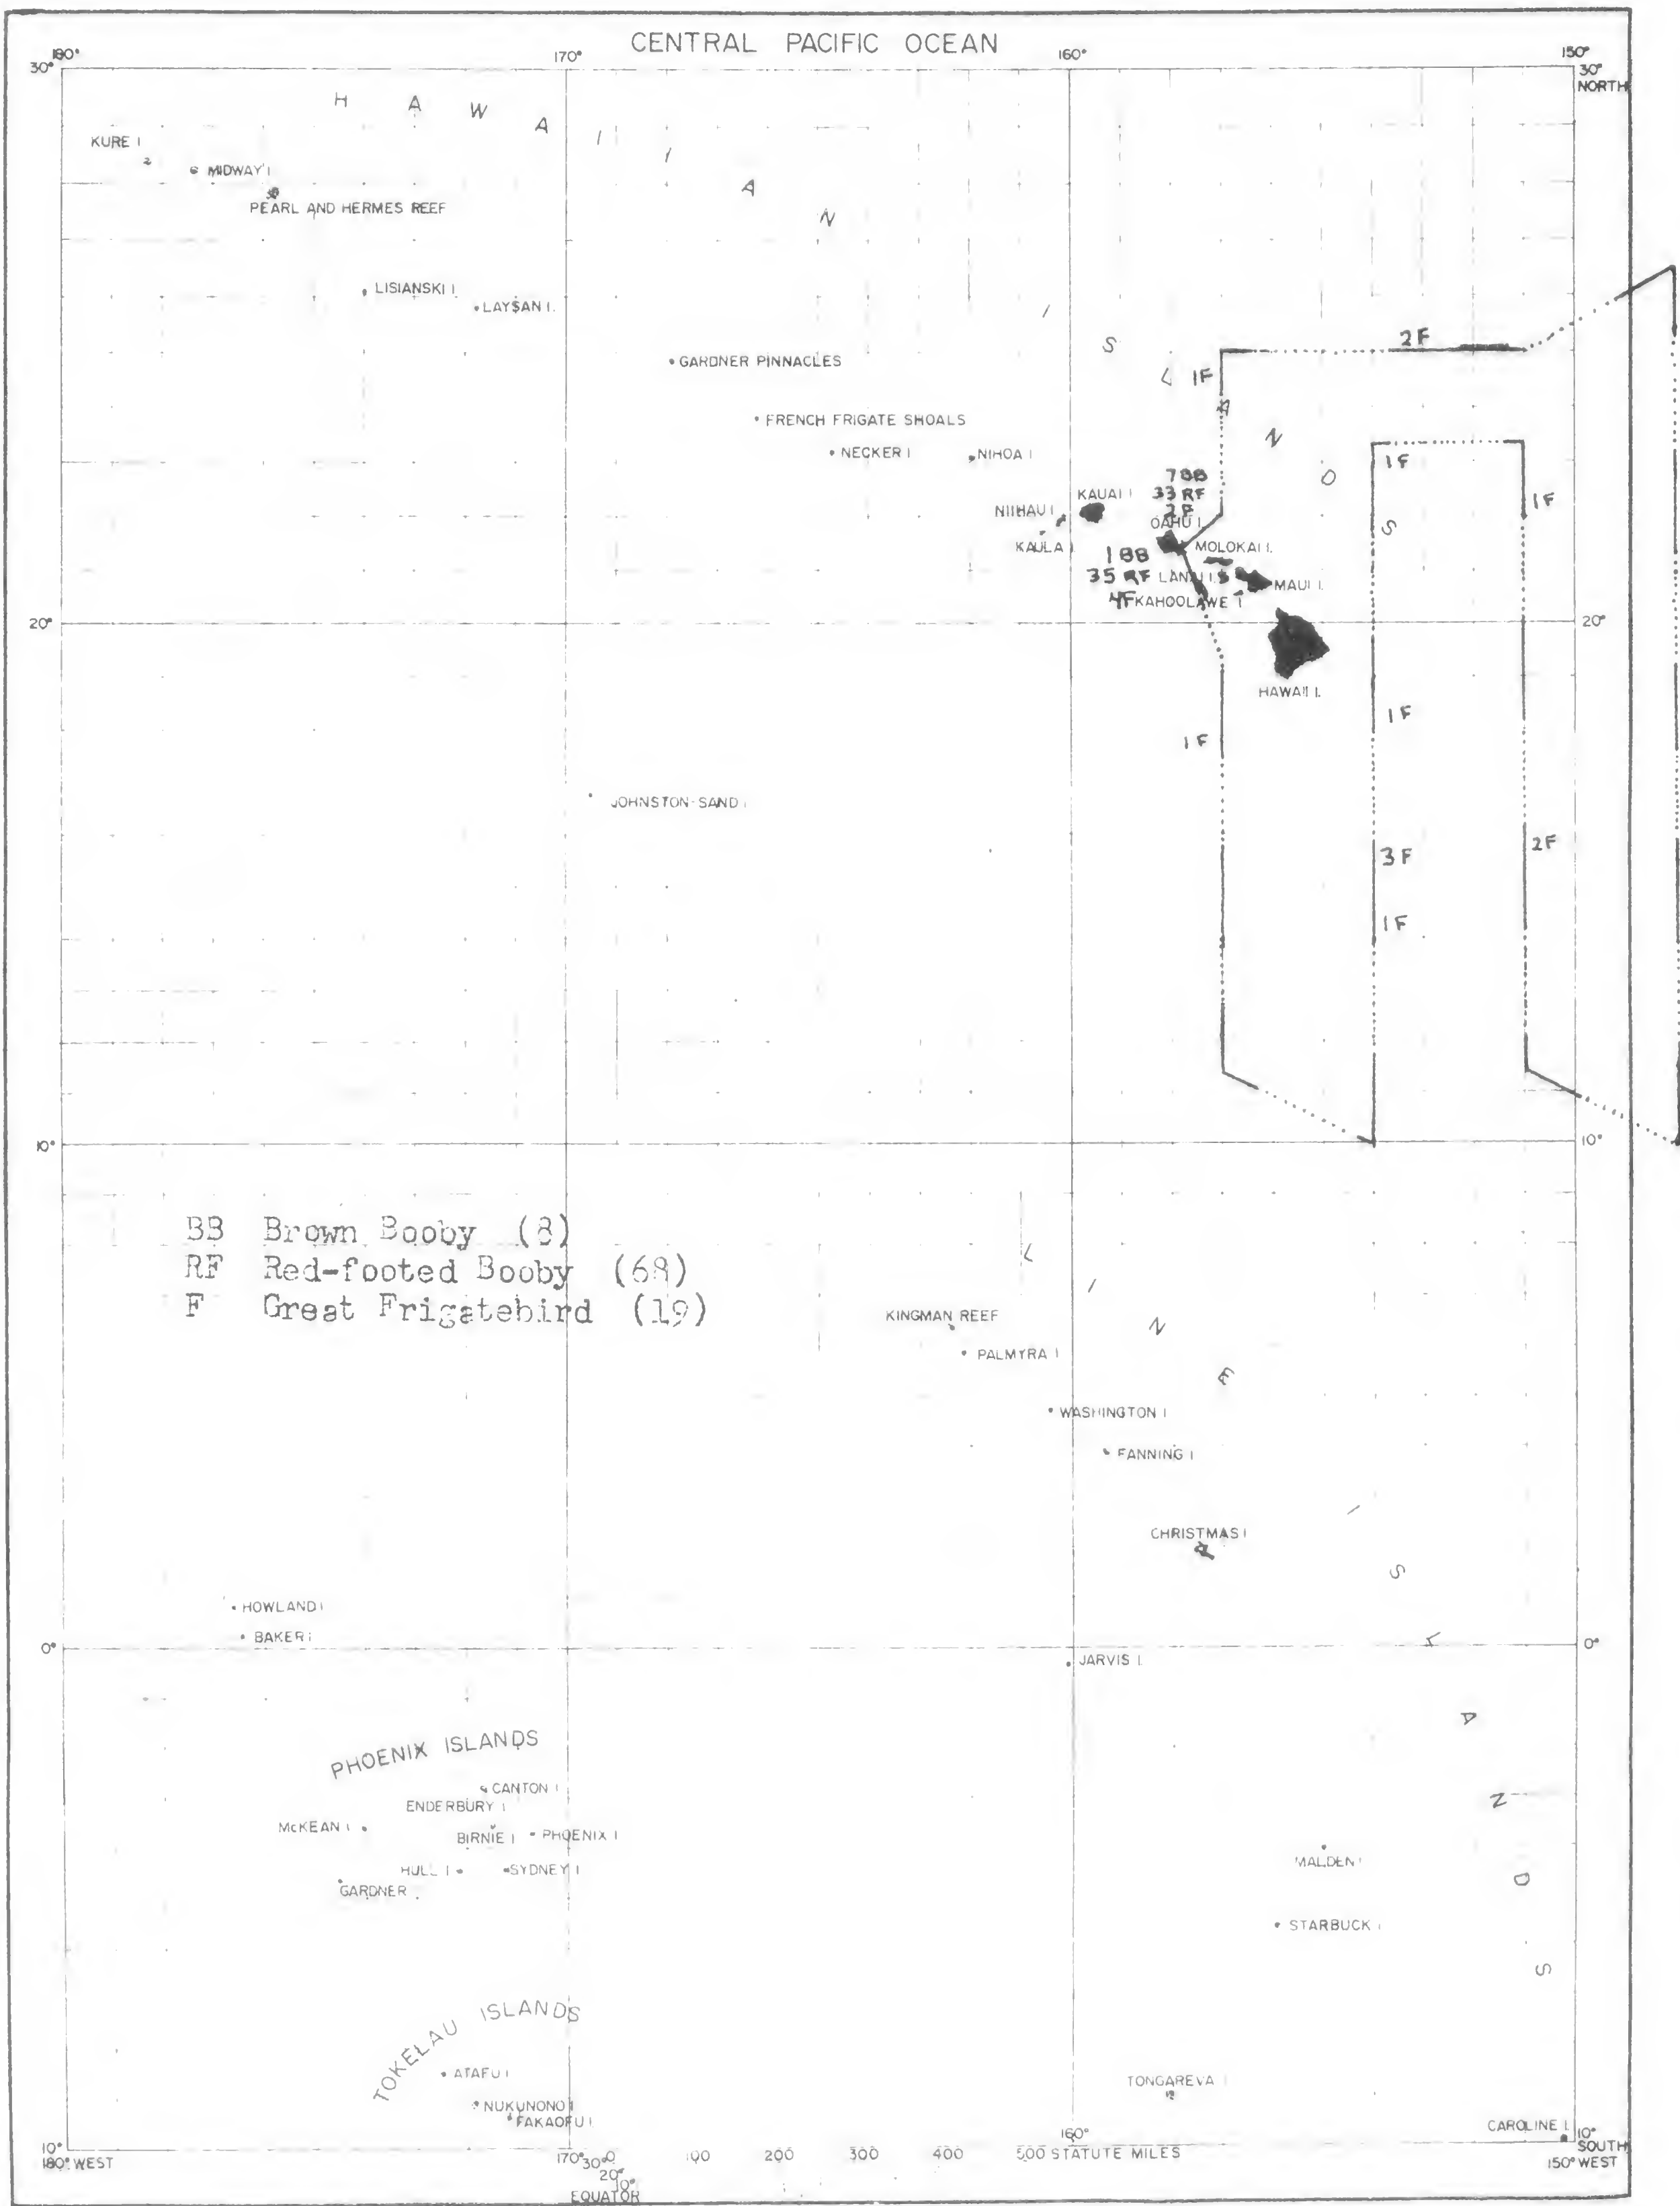 CENTRAL PACIFIC OCEAN
180° 170° 160° 150°
30° 30°
NORTH
HAWAIIAN ISLANDS
KURE I
MIDWAY I
PEARL AND HERMES REEF
LISIANSKI I.
LAYSAN I.
GARDNER PINNACLES
2F
1F
FRENCH FRIGATE SHOALS
NECKER I
NIHOA I
1F
7BB
KAUAI I 33 RF
1F
NIIHAU I 2F
OAHU I
KAULA I
1BB MOLOKAI I.
35 RF LANAI I.
MAUI I.
4F KAHOOLAWE I
20° 20°
HAWAII I.
1F
1F
JOHNSTON-SAND I
3F
2F
1F
10° 10°
BB Brown Booby (8)
RF Red-footed Booby (68)
F Great Frigatebird (19)
LINE ISLANDS
KINGMAN REEF
PALMYRA I
WASHINGTON I
FANNING I
CHRISTMAS I
HOWLAND I
BAKER I
0° 0°
JARVIS I.
PHOENIX ISLANDS
CANTON I
ENDERBURY I
McKEAN I
BIRNIE I PHOENIX I
HULL I SYDNEY I
GARDNER
MALDEN I
STARBUCK I
TOKELAU ISLANDS
ATAFU I
NUKUNONO I
FAKAOFU I
TONGAREVA I
CAROLINE I.
10° 10°
SOUTH
180° WEST 170° 160° 150° WEST
30° 0 100 200 300 400 500 STATUTE MILES
20°
10°
EQUATOR